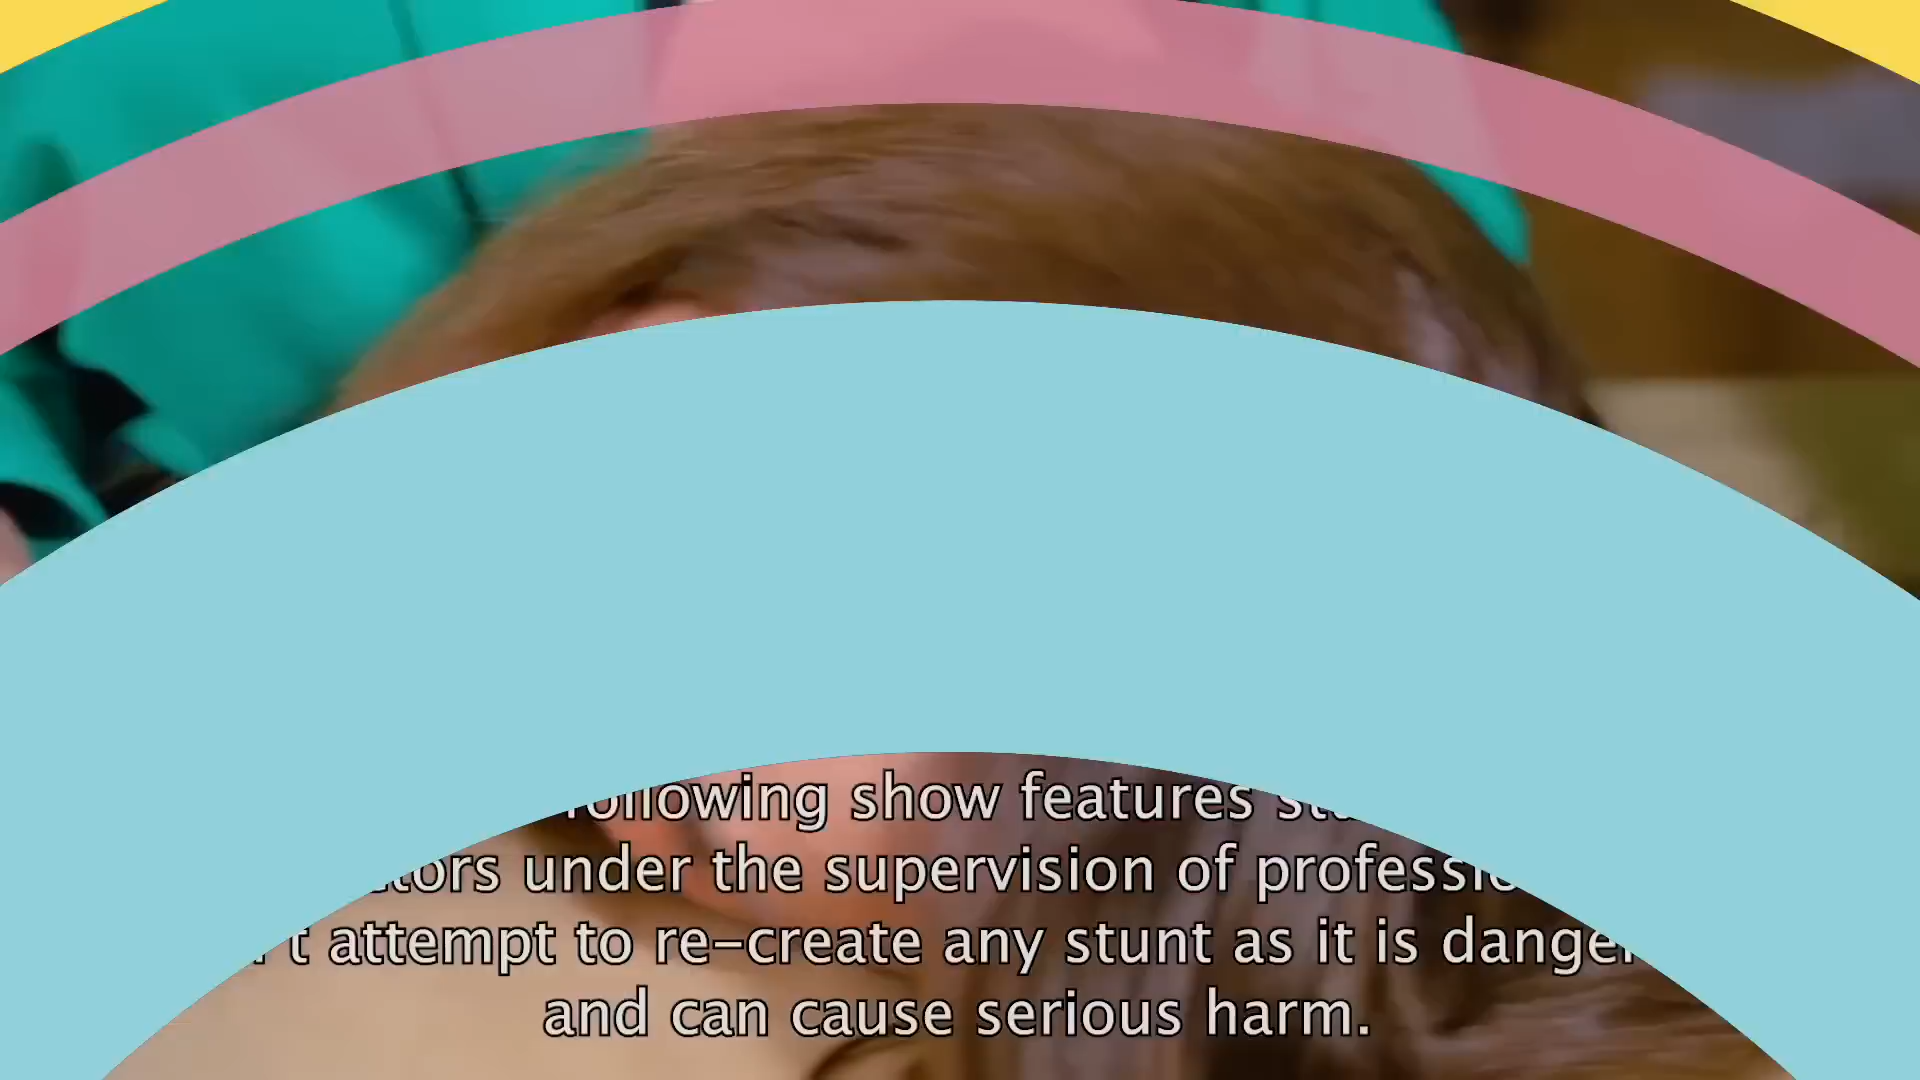 following show features
under the supervision of
attempt to re-create any stunt as it is
and can cause serious harm.